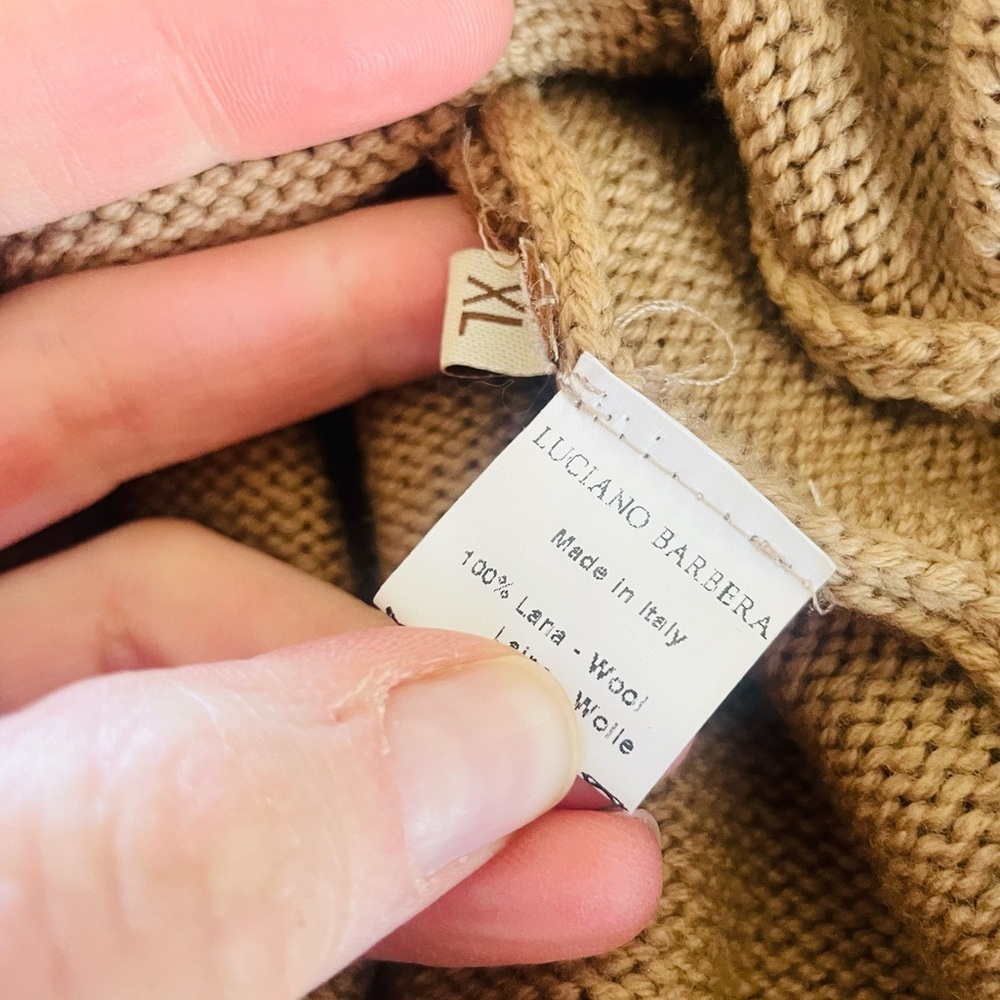 XL
LUCIANO BARBERA
Made in Italy
100% Lana - Wool
Wolle